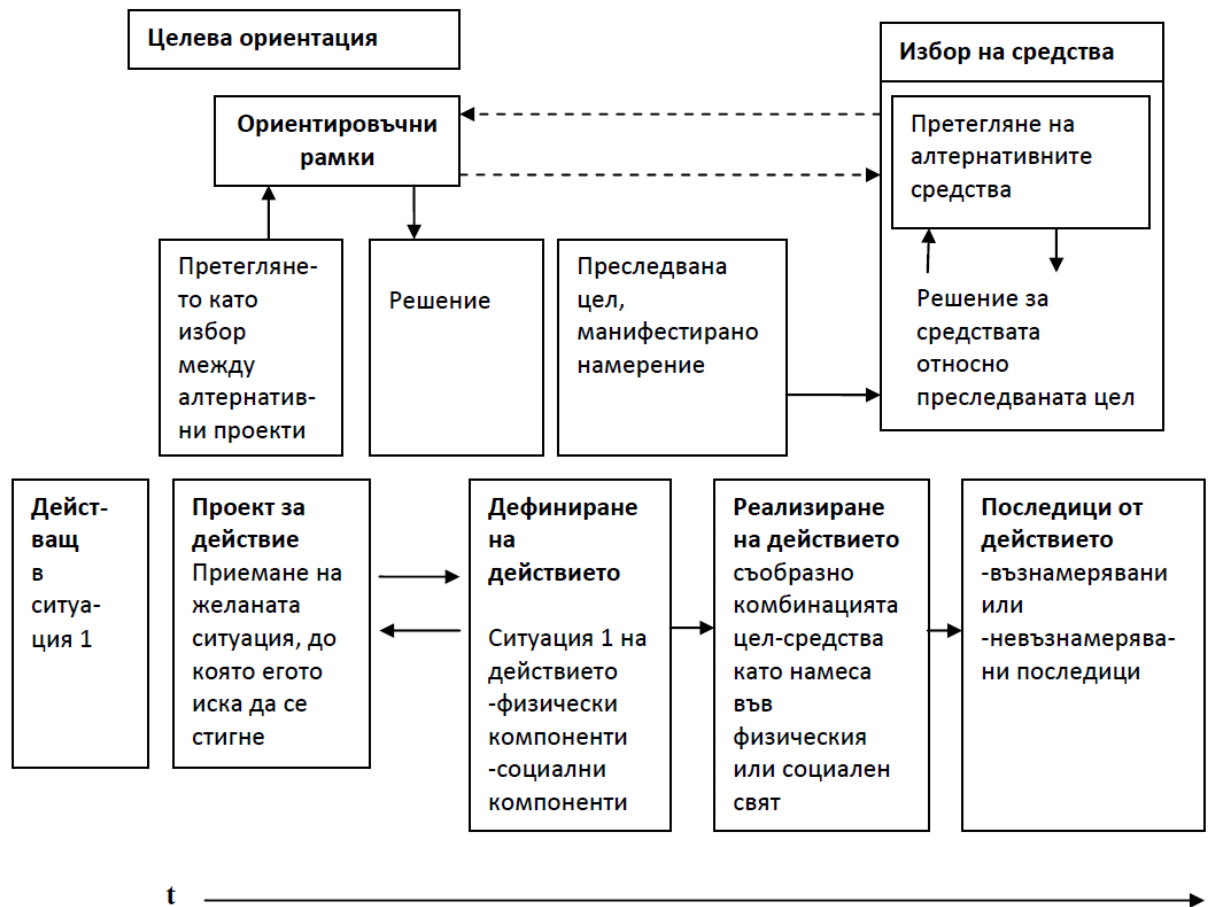 Целева ориентация
Избор на средства
Ориентировъчни
рамки
Претегляне на
алтернативните
средства
Претегляне-
то като
избор
между
алтернатив-
ни проекти
Решение
Преследвана
цел,
манифестирано
намерение
Решение за
средствата
относно
преследваната цел
Дейст-
ващ
в
ситуа-
ция 1
Проект за
действие
Приемане на
желаната
ситуация, до
която егото
иска да се
стигне
Дефиниране
на
действието
Ситуация 1 на
действието
-физически
компоненти
-социални
компоненти
Реализиране
на действието
съобразно
комбинацията
цел-средства
като намеса
във
физическия
или социален
свят
Последици от
действието
-възнамерявани
или
-невъзнамерява-
ни последици
t